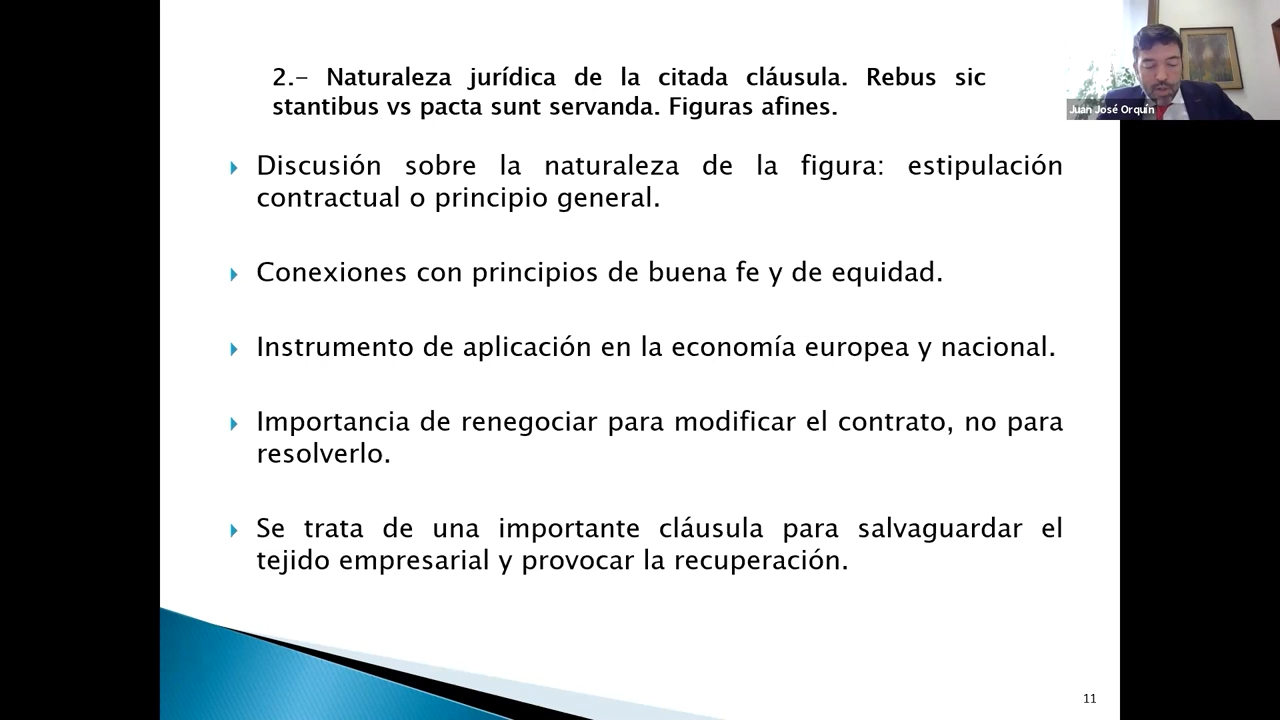 2.- Naturaleza jurídica de la citada cláusula. Rebus sic
stantibus vs pacta sunt servanda. Figuras afines.
Juan José Orquín
Discusión sobre la naturaleza de la figura: estipulación
contractual o principio general.
Conexiones con principios de buena fe y de equidad.
Instrumento de aplicación en la economía europea y nacional.
Importancia de renegociar para modificar el contrato, no para
resolverlo.
Se trata de una importante cláusula para salvaguardar el
tejido empresarial y provocar la recuperación.
11